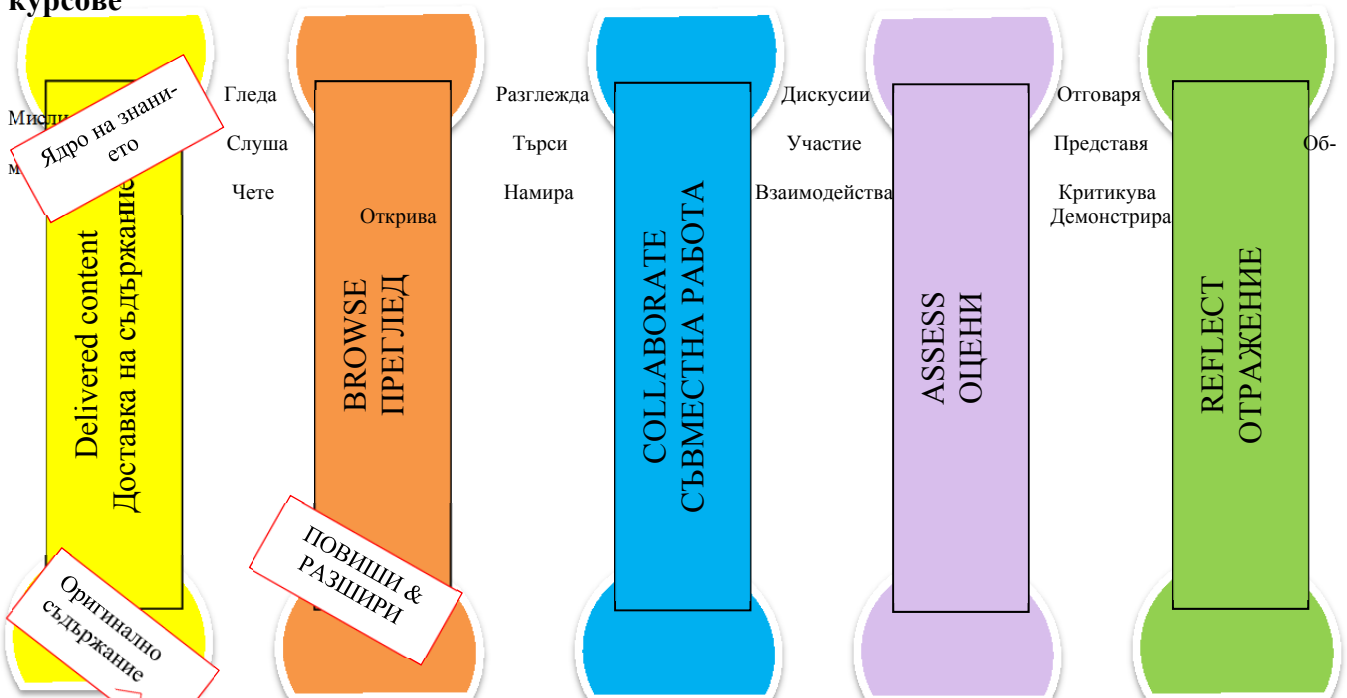 курсове
Гледа Разглежда Дискусии Отговаря
Мисли
Слуша Търси Участие Представя Об-
м
Чете Намира Взаимодейства Критикува
Открива Демонстрира
Ядро на знани-
ето
Delivered content
Доставка на съдържание
Оригинално
съдържание
BROWSE
ПРЕГЛЕД
ПОВИШИ &
РАЗШИРИ
COLLABORATE
СЪВМЕСТНА РАБОТА
ASSESS
ОЦЕНИ
REFLECT
ОТРАЖЕНИЕ